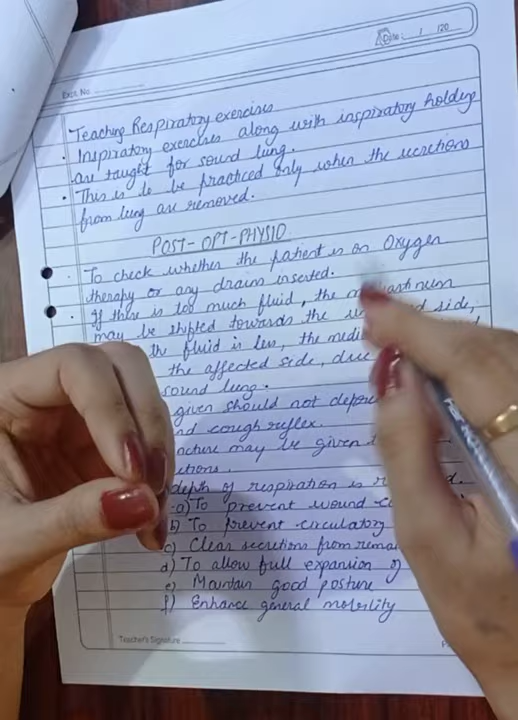 Date: / /20
Expt. No.
Teaching Respiratory exercises
• Inspiratory exercises along with inspiratory holding
are taught for sound lung.
• This is to be practiced only when the secretions
from lung are removed.
POST-OPT-PHYSIO
• To check whether the patient is on Oxygen
therapy or any drains inserted.
• If there is too much fluid, the
may be shifted towards the side,
the fluid is less, the
the affected side, due
sound lung.
given should not
cough reflex.
may be given

depth of respiration is
a) To prevent wound
b) To prevent circulatory
c) Clear secretions from
d) To allow full expansion of
e) Maintain good posture
f) Enhance general mobility
Teacher's Signature